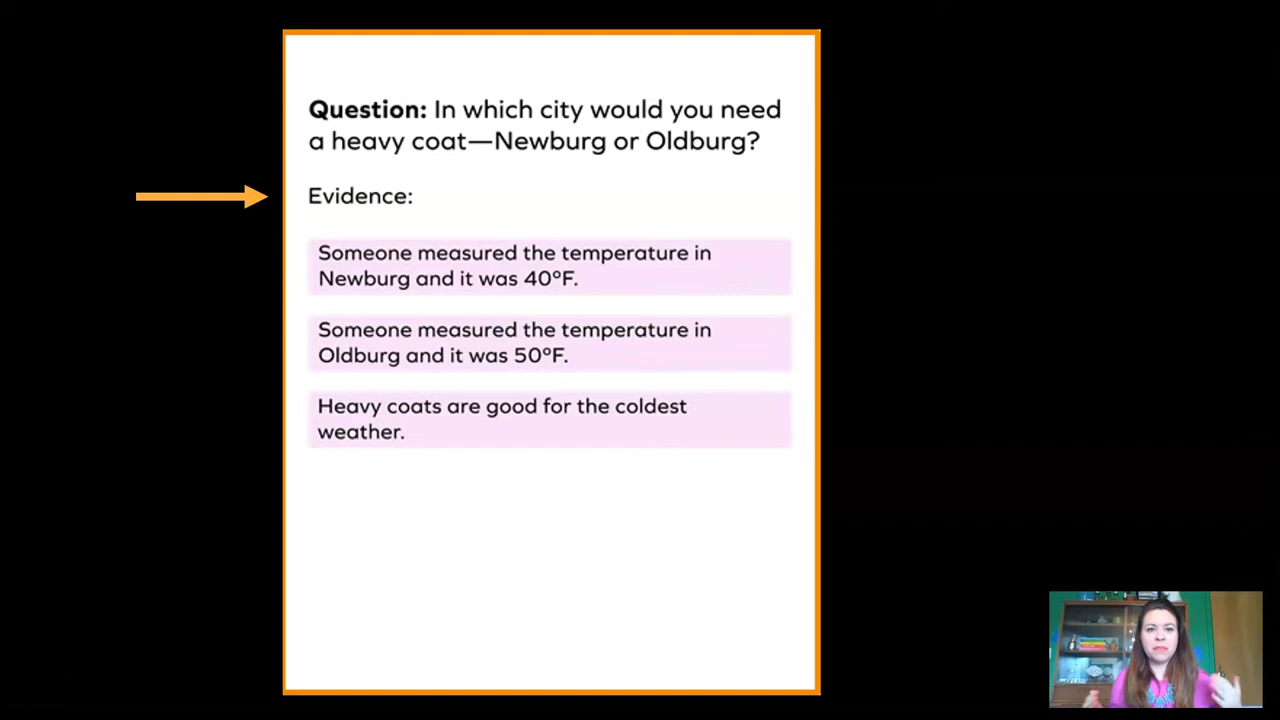 Question: In which city would you need
a heavy coat—Newburg or Oldburg?
Evidence:
Someone measured the temperature in
Newburg and it was 40°F.
Someone measured the temperature in
Oldburg and it was 50°F.
Heavy coats are good for the coldest
weather.